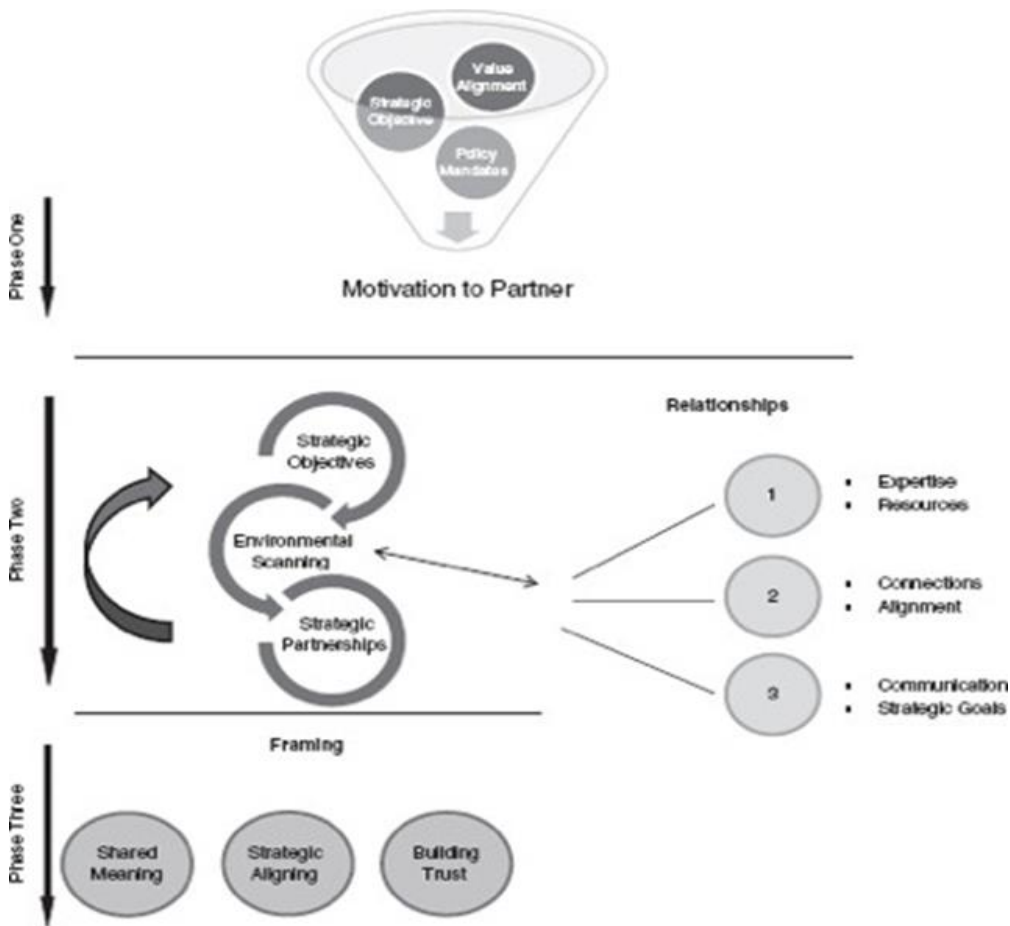 Value
Alignment
Strategic
Objective
Policy
Mandates
Phase One
Motivation to Partner
Phase Two
Strategic
Objectives
Environmental
Scanning
Strategic
Partnerships
Relationships
1
▪ Expertise
▪ Resources
2
▪ Connections
▪ Alignment
3
▪ Communication
▪ Strategic Goals
Phase Three
Framing
Shared
Meaning
Strategic
Aligning
Building
Trust